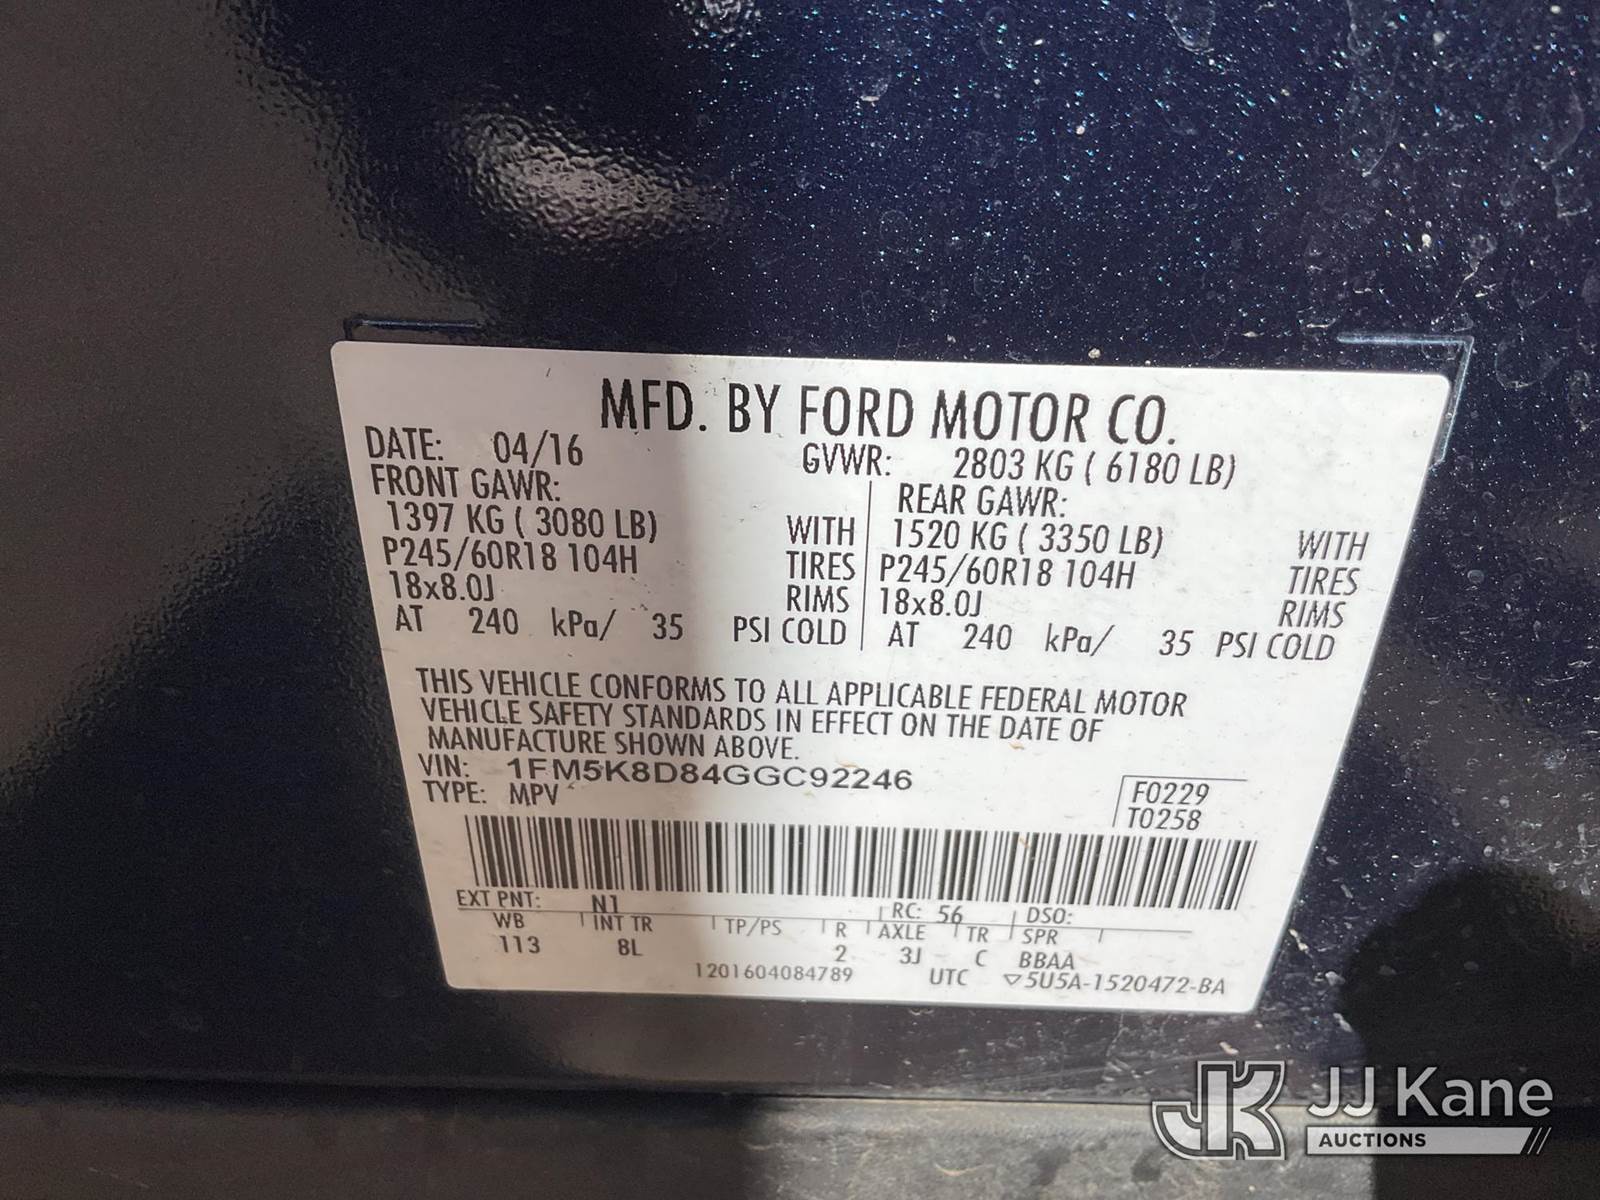 MFD. BY FORD MOTOR CO.
DATE: 04/16 GVWR: 2803 KG ( 6180 LB)
FRONT GAWR: REAR GAWR:
1397 KG ( 3080 LB) WITH 1520 KG ( 3350 LB) WITH
P245/60R18 104H TIRES P245/60R18 104H TIRES
18x8.0J RIMS 18x8.0J RIMS
AT 240 kPa/ 35 PSI COLD AT 240 kPa/ 35 PSI COLD
THIS VEHICLE CONFORMS TO ALL APPLICABLE FEDERAL MOTOR
VEHICLE SAFETY STANDARDS IN EFFECT ON THE DATE OF
MANUFACTURE SHOWN ABOVE.
VIN: 1FM5K8D84GGC92246
TYPE: MPV
F0229
T0258
EXT PNT: N1 RC: 56 DSO:
WB INT TR TP/PS R AXLE TR SPR
113 8L 2 3J C BBAA
1201604084789 UTC ▽5U5A-1520472-BA
JK JJ Kane
AUCTIONS